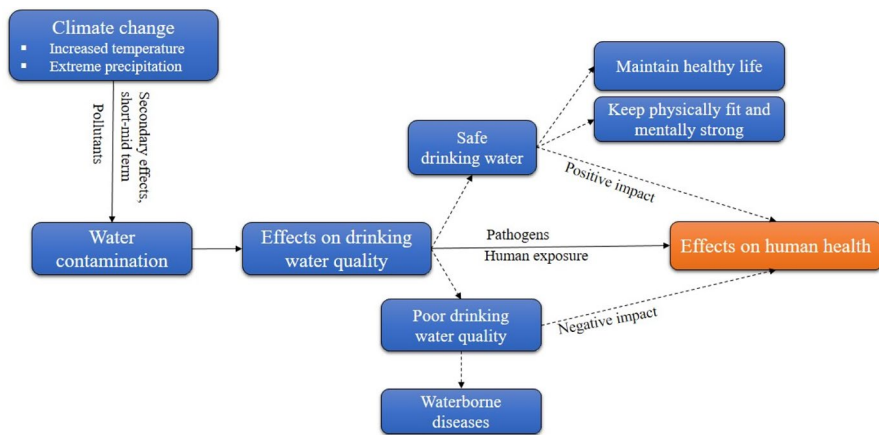 Climate change
▪ Increased temperature
▪ Extreme precipitation
Secondary effects,
short-mid term
Pollutants
Water
contamination
Effects on drinking
water quality
Safe
drinking water
Maintain healthy life
Keep physically fit and
mentally strong
Positive impact
Pathogens
Human exposure
Effects on human health
Poor drinking
water quality
Negative impact
Waterborne
diseases